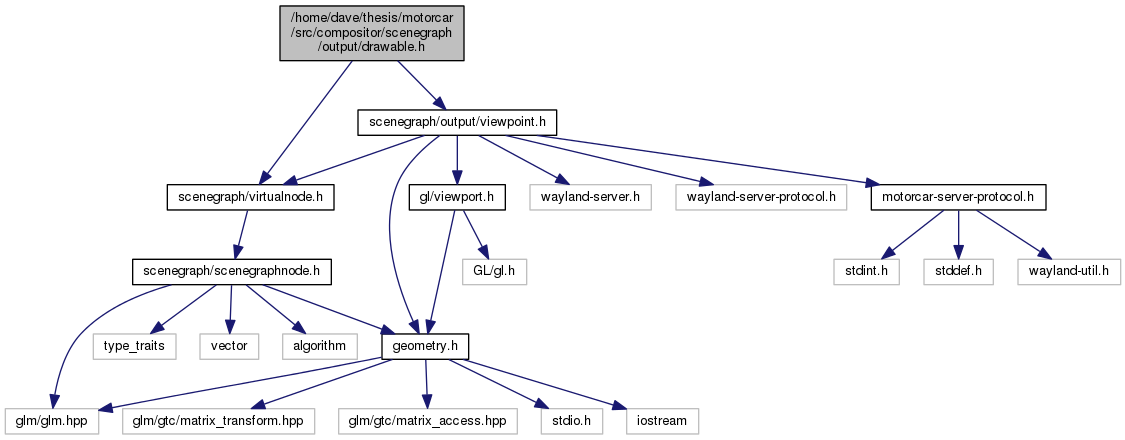 /home/dave/thesis/motorcar
/src/compositor/scenegraph
/output/drawable.h
scenegraph/output/viewpoint.h
scenegraph/virtualnode.h
gl/viewport.h
wayland-server.h
wayland-server-protocol.h
motorcar-server-protocol.h
scenegraph/scenegraphnode.h
GL/gl.h
stdint.h
stddef.h
wayland-util.h
type_traits
vector
algorithm
geometry.h
glm/glm.hpp
glm/gtc/matrix_transform.hpp
glm/gtc/matrix_access.hpp
stdio.h
iostream